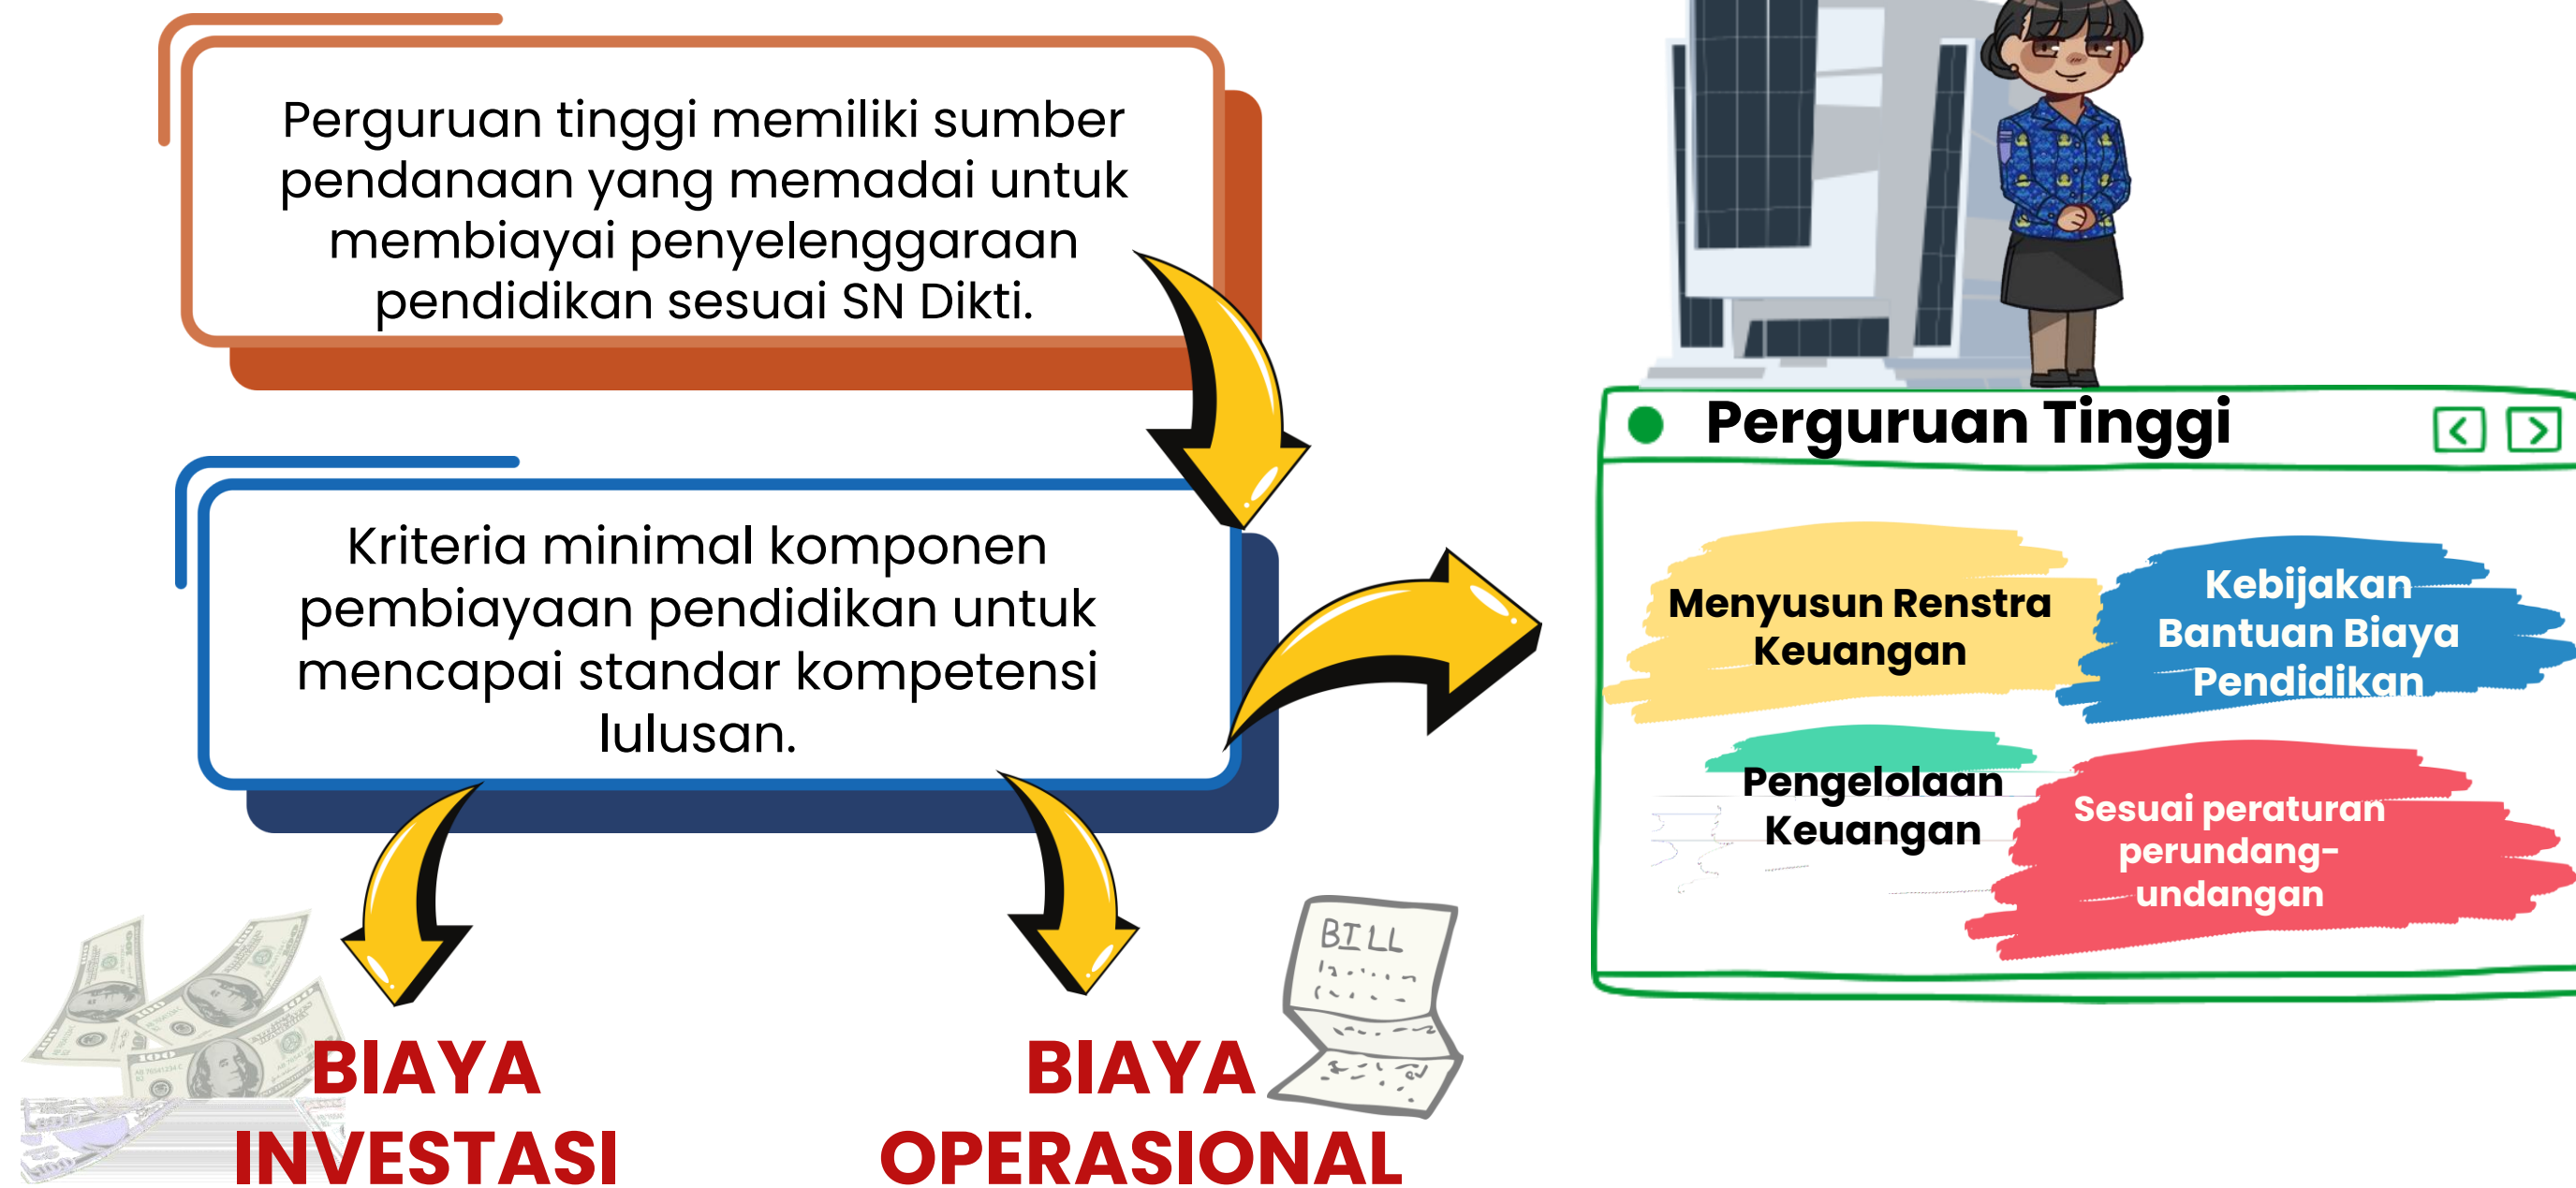 Perguruan tinggi memiliki sumber
pendanaan yang memadai untuk
membiayai penyelenggaraan
pendidikan sesuai SN Dikti.
Kriteria minimal komponen
pembiayaan pendidikan untuk
mencapai standar kompetensi
lulusan.
BIAYA
INVESTASI
BIAYA
OPERASIONAL
BILL
Perguruan Tinggi
Menyusun Renstra
Keuangan
Kebijakan
Bantuan Biaya
Pendidikan
Pengelolaan
Keuangan
Sesuai peraturan
perundang-
undangan